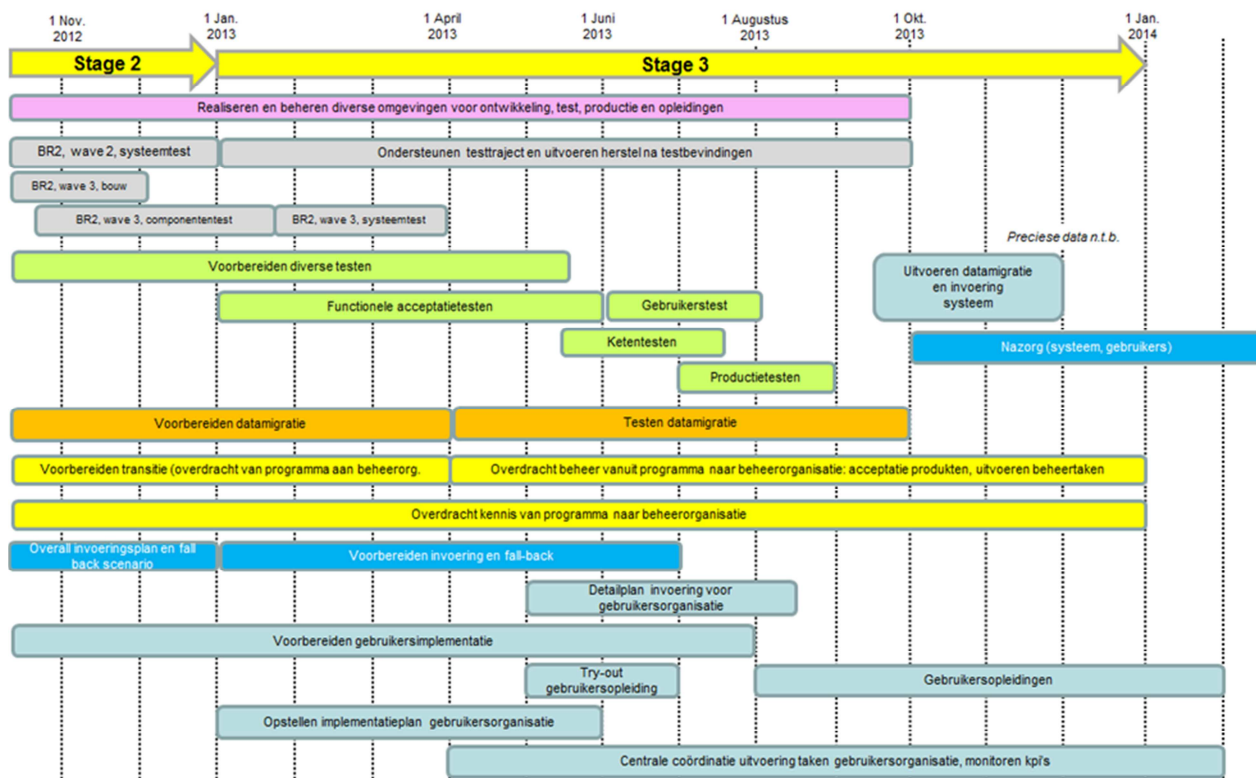 1 Nov.
2012
1 Jan.
2013
1 April
2013
1 Juni
2013
1 Augustus
2013
1 Okt.
2013
1 Jan.
2014
Stage 2
Stage 3
Realiseren en beheren diverse omgevingen voor ontwikkeling, test, productie en opleidingen
BR2, wave 2, systeemtest
Ondersteunen testtraject en uitvoeren herstel na testbevindingen
BR2, wave 3, bouw
BR2, wave 3, componententest
BR2, wave 3, systeemtest
Preciese data n.t.b.
Voorbereiden diverse testen
Uitvoeren datamigratie
en invoering
systeem
Functionele acceptatietesten
Gebruikerstest
Ketentesten
Nazorg (systeem, gebruikers)
Productietesten
Voorbereiden datamigratie
Testen datamigratie
Voorbereiden transitie (overdracht van programma aan beheerorg.
Overdracht beheer vanuit programma naar beheerorganisatie: acceptatie produkten, uitvoeren beheertaken
Overdracht kennis van programma naar beheerorganisatie
Overall invoeringsplan en fall
back scenario
Voorbereiden invoering en fall-back
Detailplan invoering voor
gebruikersorganisatie
Voorbereiden gebruikersimplementatie
Try-out
gebruikersopleiding
Gebruikersopleidingen
Opstellen implementatieplan gebruikersorganisatie
Centrale coördinatie uitvoering taken gebruikersorganisatie, monitoren kpi's